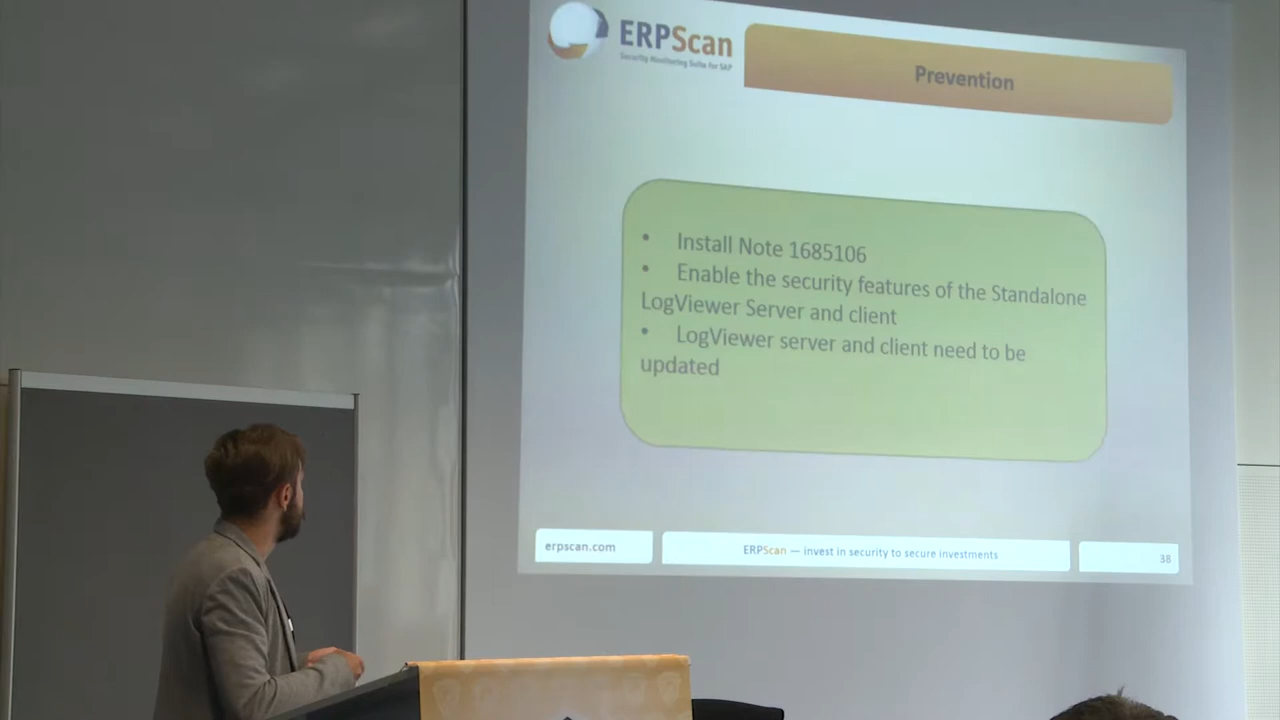 ERPScan
Security Monitoring Suite for SAP
Prevention
• Install Note 1685106
• Enable the security features of the Standalone
LogViewer Server and client
• LogViewer server and client need to be
updated
erpscan.com
ERPScan — invest in security to secure investments
38